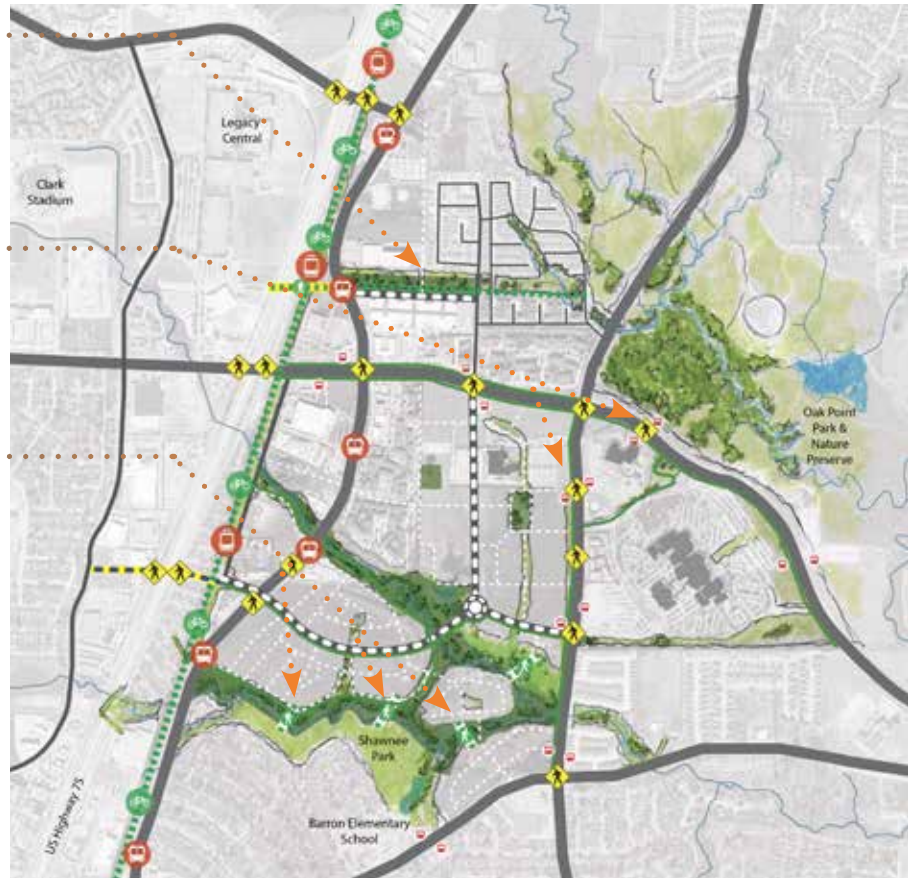 Legacy
Central
Clark
Stadium
Oak Point
Park &
Nature
Preserve
Shawnee
Park
US Highway 75
Barron Elementary
School